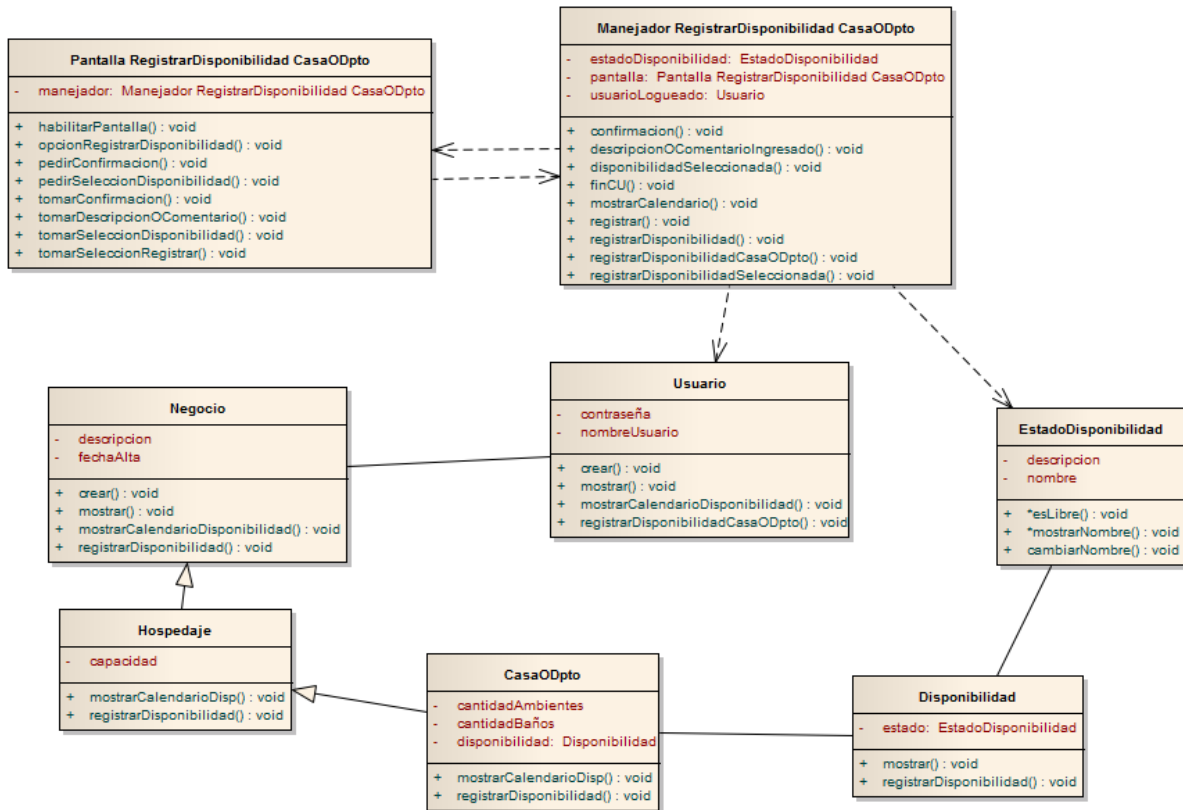 Pantalla RegistrarDisponibilidad CasaODpto
- manejador: Manejador RegistrarDisponibilidad CasaODpto
+ habilitarPantalla() : void
+ opcionRegistrarDisponibilidad() : void
+ pedirConfirmacion() : void
+ pedirSeleccionDisponibilidad() : void
+ tomarConfirmacion() : void
+ tomarDescripcionOComentario() : void
+ tomarSeleccionDisponibilidad() : void
+ tomarSeleccionRegistrar() : void
Manejador RegistrarDisponibilidad CasaODpto
- estadoDisponibilidad: EstadoDisponibilidad
- pantalla: Pantalla RegistrarDisponibilidad CasaODpto
- usuarioLogueado: Usuario
+ confirmacion() : void
+ descripcionOComentarioIngresado() : void
+ disponibilidadSeleccionada() : void
+ finCU() : void
+ mostrarCalendario() : void
+ registrar() : void
+ registrarDisponibilidad() : void
+ registrarDisponibilidadCasaODpto() : void
+ registrarDisponibilidadSeleccionada() : void
Negocio
- descripcion
- fechaAlta
+ crear() : void
+ mostrar() : void
+ mostrarCalendarioDisponibilidad() : void
+ registrarDisponibilidad() : void
Usuario
- contraseña
- nombreUsuario
+ crear() : void
+ mostrar() : void
+ mostrarCalendarioDisponibilidad() : void
+ registrarDisponibilidadCasaODpto() : void
EstadoDisponibilidad
- descripcion
- nombre
+ *esLibre() : void
+ *mostrarNombre() : void
+ cambiarNombre() : void
Hospedaje
- capacidad
+ mostrarCalendarioDisp() : void
+ registrarDisponibilidad() : void
CasaODpto
- cantidadAmbientes
- cantidadBaños
- disponibilidad: Disponibilidad
+ mostrarCalendarioDisp() : void
+ registrarDisponibilidad() : void
Disponibilidad
- estado: EstadoDisponibilidad
+ mostrar() : void
+ registrarDisponibilidad() : void